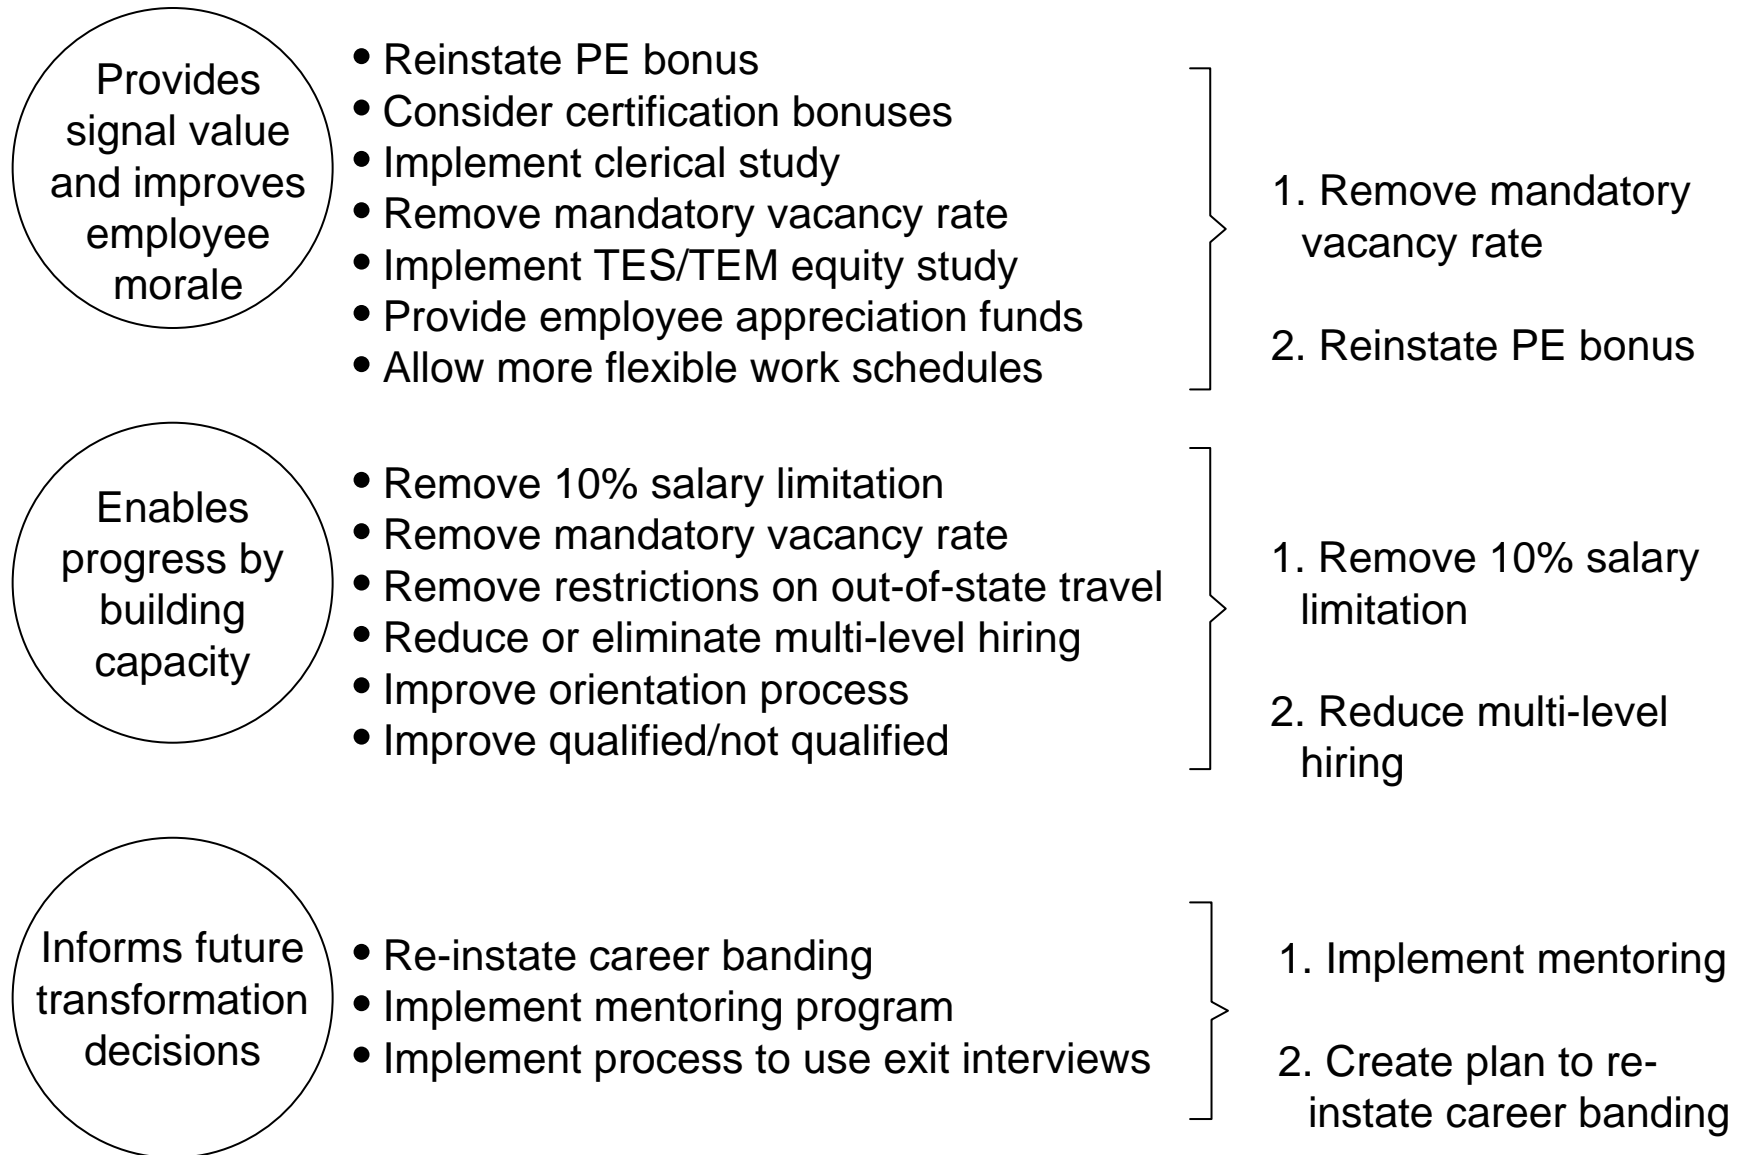 Provides
signal value
and improves
employee
morale
• Reinstate PE bonus
• Consider certification bonuses
• Implement clerical study
• Remove mandatory vacancy rate
• Implement TES/TEM equity study
• Provide employee appreciation funds
• Allow more flexible work schedules
1. Remove mandatory
vacancy rate
2. Reinstate PE bonus
Enables
progress by
building
capacity
• Remove 10% salary limitation
• Remove mandatory vacancy rate
• Remove restrictions on out-of-state travel
• Reduce or eliminate multi-level hiring
• Improve orientation process
• Improve qualified/not qualified
1. Remove 10% salary
limitation
2. Reduce multi-level
hiring
Informs future
transformation
decisions
• Re-instate career banding
• Implement mentoring program
• Implement process to use exit interviews
1. Implement mentoring
2. Create plan to re-
instate career banding